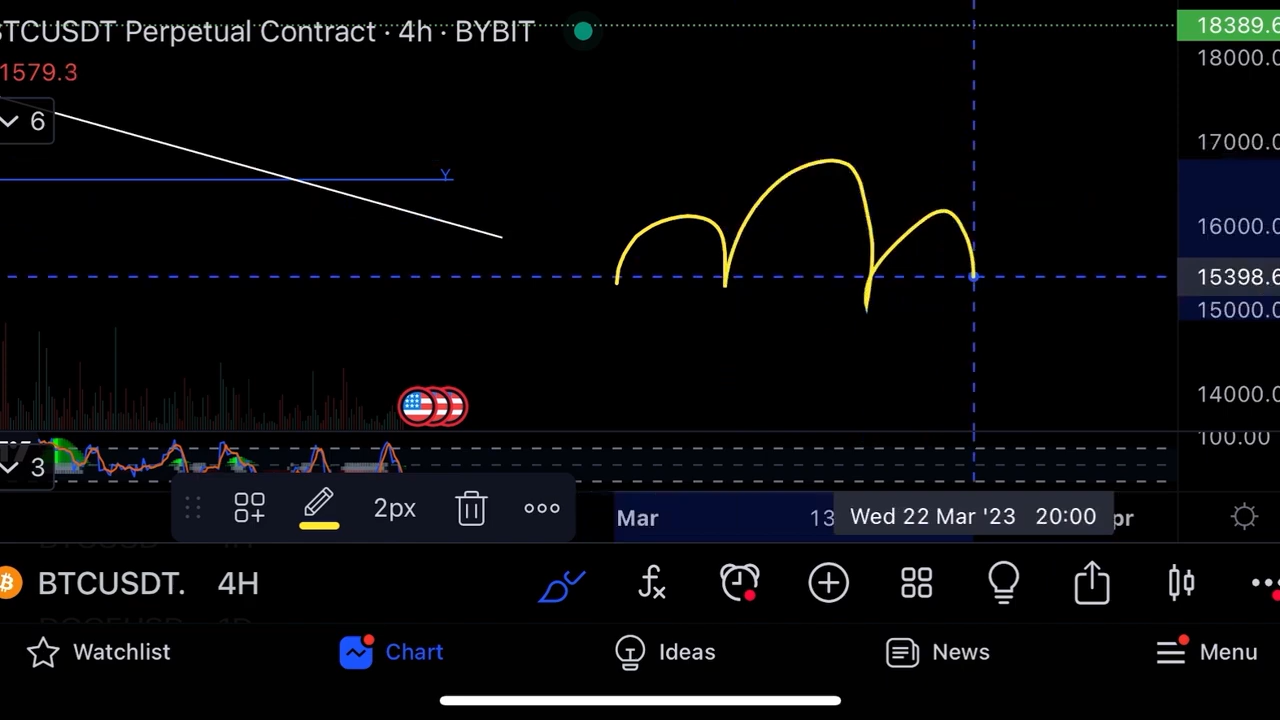 STCUSDT Perpetual Contract · 4h · BYBIT
18389.6
18000.0
1579.3
6
17000.0
Y
16000.0
15398.6
15000.0
14000.0
100.00
3
2px
Mar 13 Wed 22 Mar '23 20:00 pr
BTCUSDT. 4H
Watchlist Chart Ideas News Menu